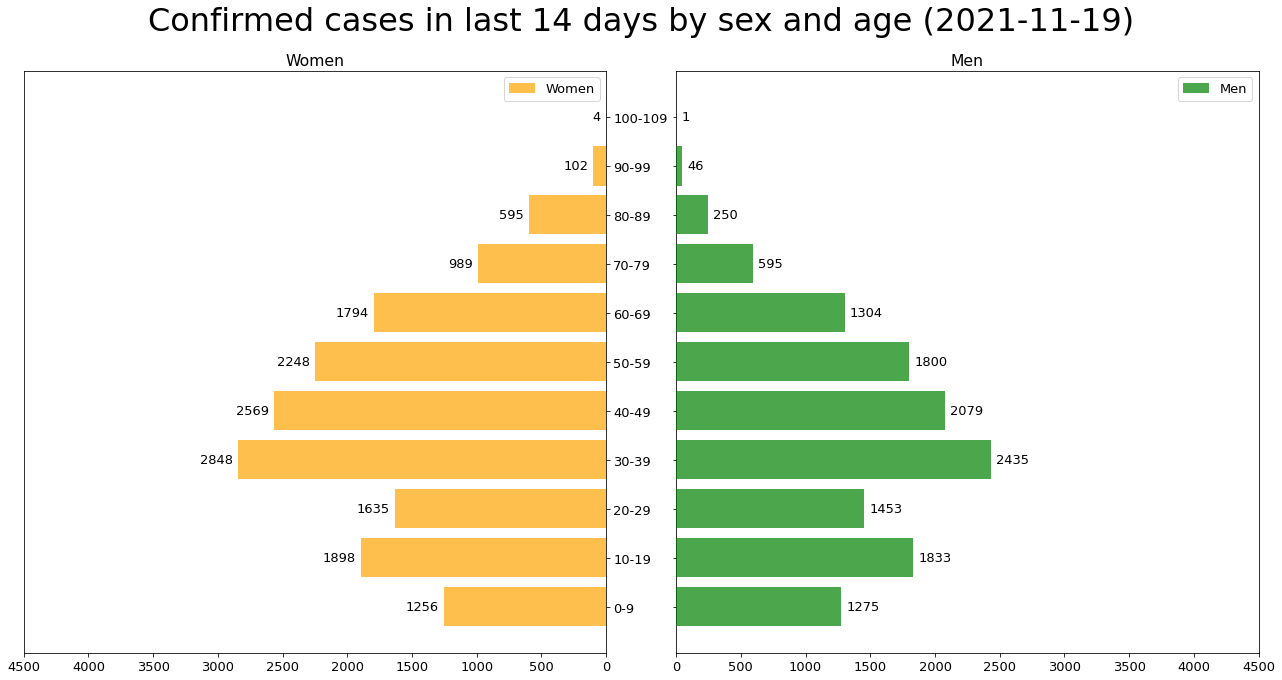 Confirmed cases in last 14 days by sex and age (2021-11-19)
Women Men
Women Men
4 100-109 1
102 90-99 46
595 80-89 250
989 70-79 595
1794 60-69 1304
2248 50-59 1800
2569 40-49 2079
2848 30-39 2435
1635 20-29 1453
1898 10-19 1833
1256 0-9 1275
4500 4000 3500 3000 2500 2000 1500 1000 500 0 0 500 1000 1500 2000 2500 3000 3500 4000 4500